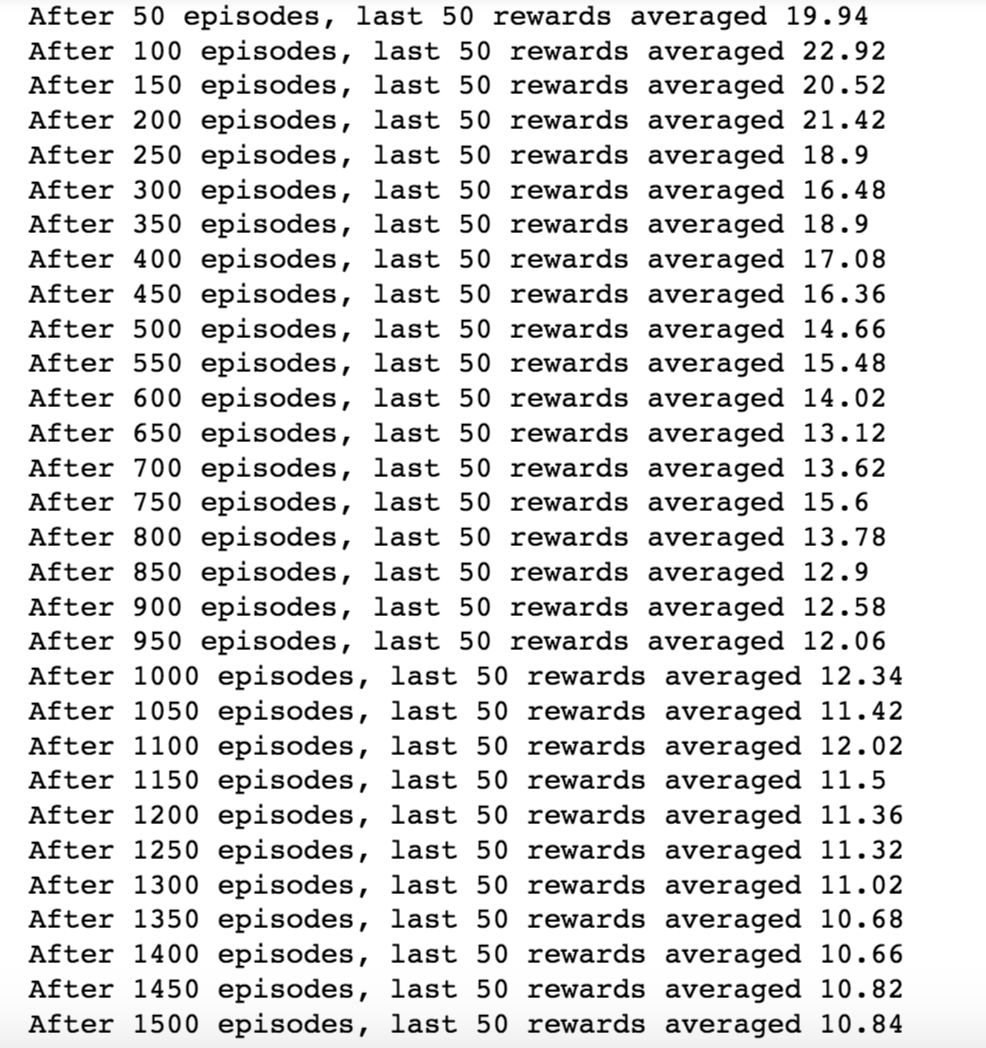 After 50 episodes, last 50 rewards averaged 19.94
After 100 episodes, last 50 rewards averaged 22.92
After 150 episodes, last 50 rewards averaged 20.52
After 200 episodes, last 50 rewards averaged 21.42
After 250 episodes, last 50 rewards averaged 18.9
After 300 episodes, last 50 rewards averaged 16.48
After 350 episodes, last 50 rewards averaged 18.9
After 400 episodes, last 50 rewards averaged 17.08
After 450 episodes, last 50 rewards averaged 16.36
After 500 episodes, last 50 rewards averaged 14.66
After 550 episodes, last 50 rewards averaged 15.48
After 600 episodes, last 50 rewards averaged 14.02
After 650 episodes, last 50 rewards averaged 13.12
After 700 episodes, last 50 rewards averaged 13.62
After 750 episodes, last 50 rewards averaged 15.6
After 800 episodes, last 50 rewards averaged 13.78
After 850 episodes, last 50 rewards averaged 12.9
After 900 episodes, last 50 rewards averaged 12.58
After 950 episodes, last 50 rewards averaged 12.06
After 1000 episodes, last 50 rewards averaged 12.34
After 1050 episodes, last 50 rewards averaged 11.42
After 1100 episodes, last 50 rewards averaged 12.02
After 1150 episodes, last 50 rewards averaged 11.5
After 1200 episodes, last 50 rewards averaged 11.36
After 1250 episodes, last 50 rewards averaged 11.32
After 1300 episodes, last 50 rewards averaged 11.02
After 1350 episodes, last 50 rewards averaged 10.68
After 1400 episodes, last 50 rewards averaged 10.66
After 1450 episodes, last 50 rewards averaged 10.82
After 1500 episodes, last 50 rewards averaged 10.84